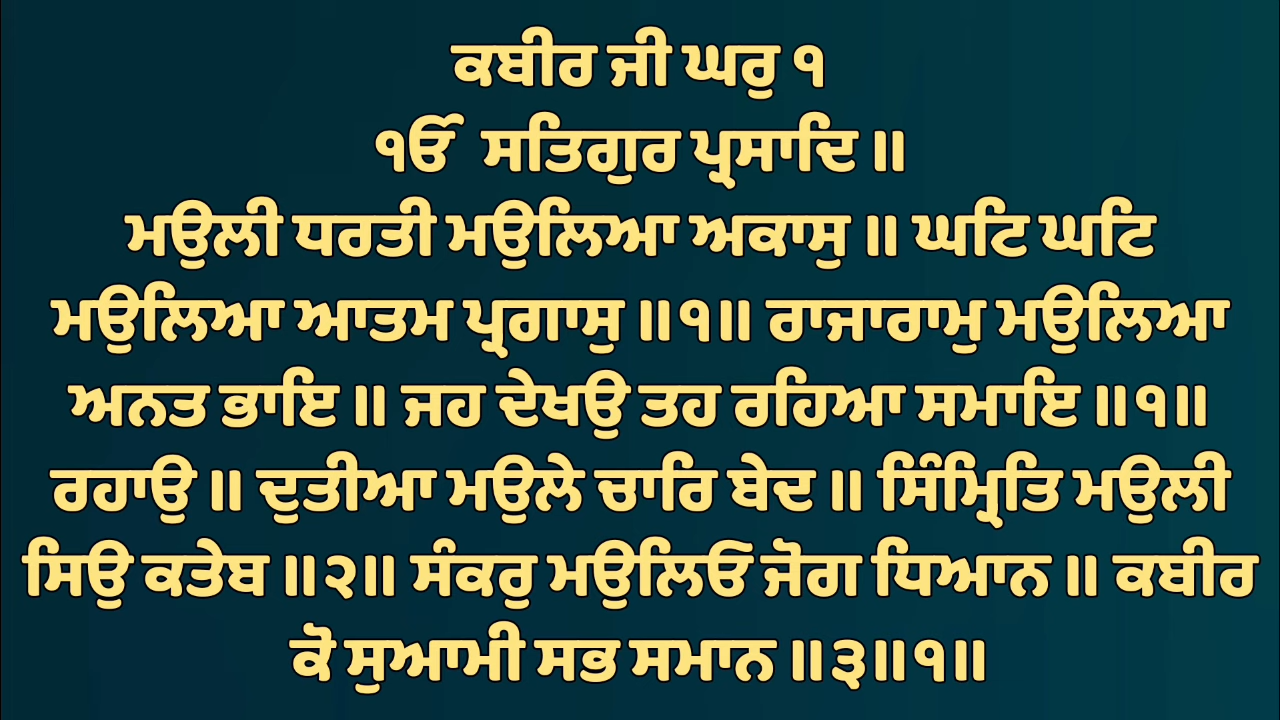 ਕਬੀਰ ਜੀ ਘਰੁ ੧
ੴ ਸਤਿਗੁਰ ਪ੍ਰਸਾਦਿ ॥
ਮਉਲੀ ਧਰਤੀ ਮਉਲਿਆ ਅਕਾਸੁ ॥ ਘਟਿ ਘਟਿ
ਮਉਲਿਆ ਆਤਮ ਪ੍ਰਗਾਸੁ ॥੧॥ ਰਾਜਾਰਾਮੁ ਮਉਲਿਆ
ਅਨਤ ਭਾਇ ॥ ਜਹ ਦੇਖਉ ਤਹ ਰਹਿਆ ਸਮਾਇ ॥੧॥
ਰਹਾਉ ॥ ਦੁਤੀਆ ਮਉਲੇ ਚਾਰਿ ਬੇਦ ॥ ਸਿੰਮ੍ਰਿਤਿ ਮਉਲੀ
ਸਿਉ ਕਤੇਬ ॥੨॥ ਸੰਕਰੁ ਮਉਲਿਓ ਜੋਗ ਧਿਆਨ ॥ ਕਬੀਰ
ਕੋ ਸੁਆਮੀ ਸਭ ਸਮਾਨ ॥੩॥੧॥